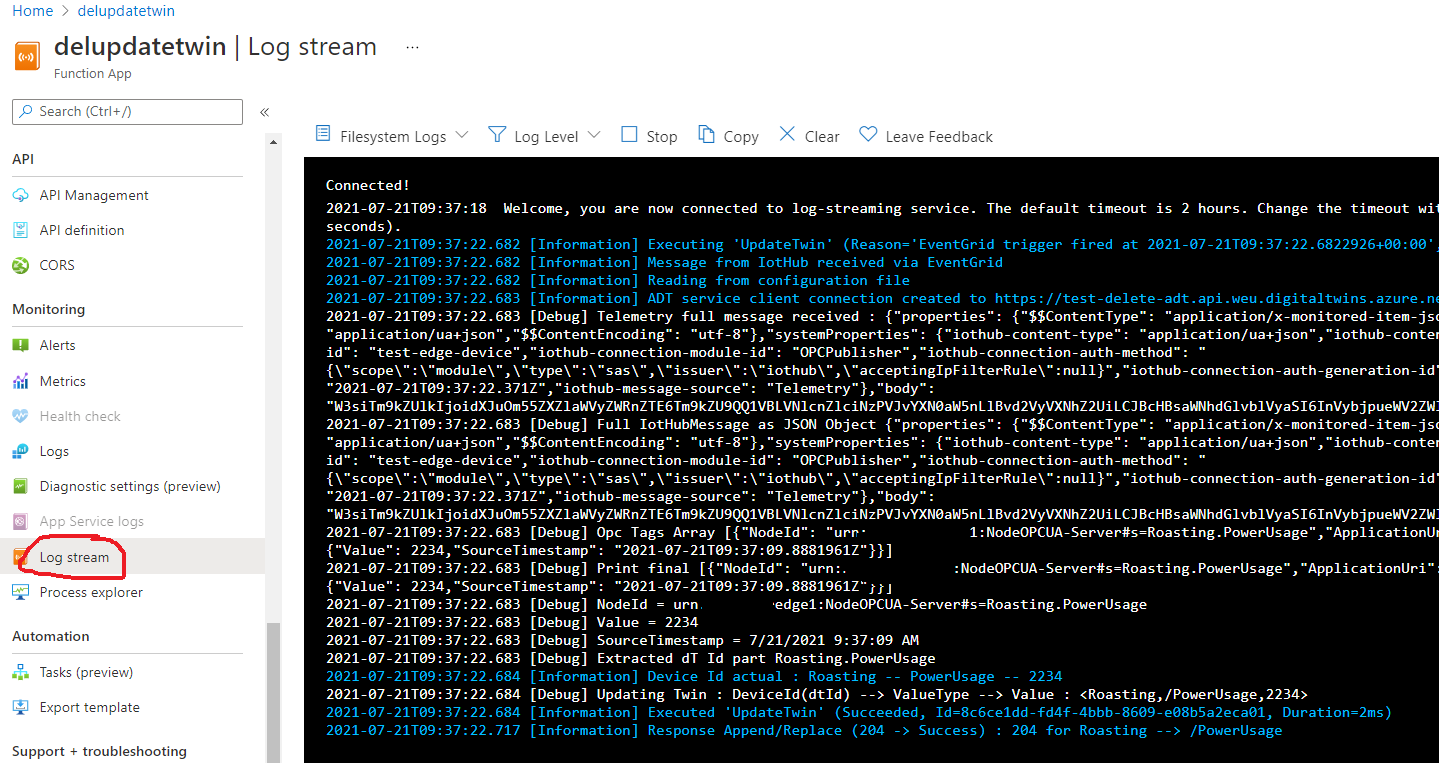 Home > delupdatetwin
delupdatetwin | Log stream ...
Function App
Search (Ctrl+/)
«
Filesystem Logs
Log Level
Stop
Copy
Clear
Leave Feedback
API
API Management
API definition
CORS
Monitoring
Alerts
Metrics
Health check
Logs
Diagnostic settings (preview)
App Service logs
Log stream
Process explorer
Automation
Tasks (preview)
Export template
Support + troubleshooting
Connected!
2021-07-21T09:37:18  Welcome, you are now connected to log-streaming service. The default timeout is 2 hours. Change the timeout wit
seconds).
2021-07-21T09:37:22.682 [Information] Executing 'UpdateTwin' (Reason='EventGrid trigger fired at 2021-07-21T09:37:22.6822926+00:00',
2021-07-21T09:37:22.682 [Information] Message from IotHub received via EventGrid
2021-07-21T09:37:22.682 [Information] Reading from configuration file
2021-07-21T09:37:22.683 [Information] ADT service client connection created to https://test-delete-adt.api.weu.digitaltwins.azure.ne
2021-07-21T09:37:22.683 [Debug] Telemetry full message received : {"properties": {"$$ContentType": "application/x-monitored-item-jso
"application/ua+json","$$ContentEncoding": "utf-8"},"systemProperties": {"iothub-content-type": "application/ua+json","iothub-conten
id": "test-edge-device","iothub-connection-module-id": "OPCPublisher","iothub-connection-auth-method": "
{\"scope\":\"module\",\"type\":\"sas\",\"issuer\":\"iothub\",\"acceptingIpFilterRule\":null}","iothub-connection-auth-generation-id"
"2021-07-21T09:37:22.371Z","iothub-message-source": "Telemetry"},"body":
2021-07-21T09:37:22.683 [Debug] Full IotHubMessage as JSON Object {"properties": {"$$ContentType": "application/x-monitored-item-jso
"application/ua+json","$$ContentEncoding": "utf-8"},"systemProperties": {"iothub-content-type": "application/ua+json","iothub-conten
id": "test-edge-device","iothub-connection-module-id": "OPCPublisher","iothub-connection-auth-method": "
{\"scope\":\"module\",\"type\":\"sas\",\"issuer\":\"iothub\",\"acceptingIpFilterRule\":null}","iothub-connection-auth-generation-id"
"2021-07-21T09:37:22.371Z","iothub-message-source": "Telemetry"},"body":
2021-07-21T09:37:22.683 [Debug] Opc Tags Array [{"NodeId": "urn: 1:NodeOPCUA-Server#s=Roasting.PowerUsage","ApplicationUr
{"Value": 2234,"SourceTimestamp": "2021-07-21T09:37:09.8881961Z"}}]
2021-07-21T09:37:22.683 [Debug] Print final [{"NodeId": "urn: :NodeOPCUA-Server#s=Roasting.PowerUsage","ApplicationUri":
{"Value": 2234,"SourceTimestamp": "2021-07-21T09:37:09.8881961Z"}}]
2021-07-21T09:37:22.683 [Debug] NodeId = urn edge1:NodeOPCUA-Server#s=Roasting.PowerUsage
2021-07-21T09:37:22.683 [Debug] Value = 2234
2021-07-21T09:37:22.683 [Debug] SourceTimestamp = 7/21/2021 9:37:09 AM
2021-07-21T09:37:22.683 [Debug] Extracted dT Id part Roasting.PowerUsage
2021-07-21T09:37:22.684 [Information] Device Id actual : Roasting -- PowerUsage -- 2234
2021-07-21T09:37:22.684 [Debug] Updating Twin : DeviceId(dtId) --> ValueType --> Value : <Roasting,/PowerUsage,2234>
2021-07-21T09:37:22.684 [Information] Executed 'UpdateTwin' (Succeeded, Id=8c6ce1dd-fd4f-4bbb-8609-e08b5a2eca01, Duration=2ms)
2021-07-21T09:37:22.717 [Information] Response Append/Replace (204 -> Success) : 204 for Roasting --> /PowerUsage